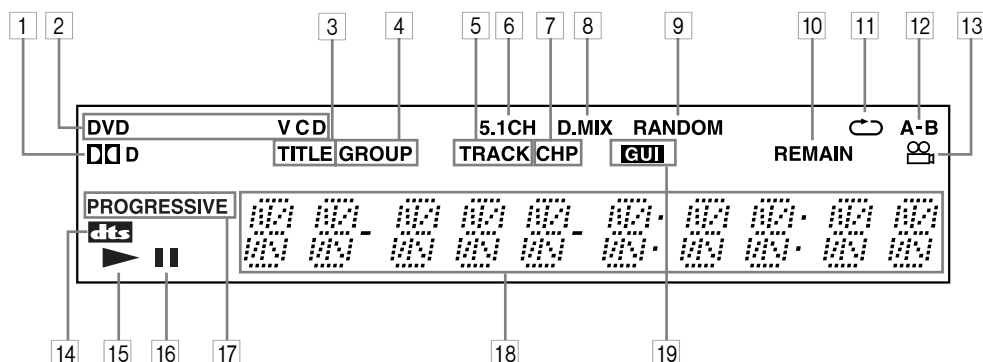 1 2 3 4 5 6 7 8 9 10 11 12 13
DVD VCD 5.1CH D.MIX RANDOM A-B
D TITLE GROUP TRACK CHP GUI REMAIN
PROGRESSIVE
dts
14 15 16 17 18 19